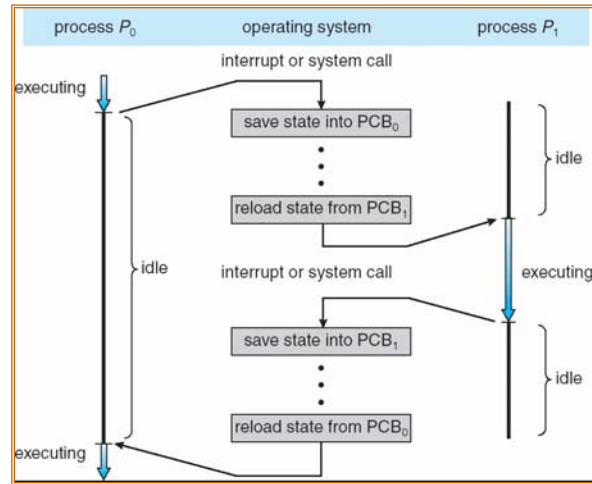 process P0 operating system process P1
interrupt or system call
executing
save state into PCB0
idle
reload state from PCB1
idle
interrupt or system call
executing
save state into PCB1
idle
reload state from PCB0
executing